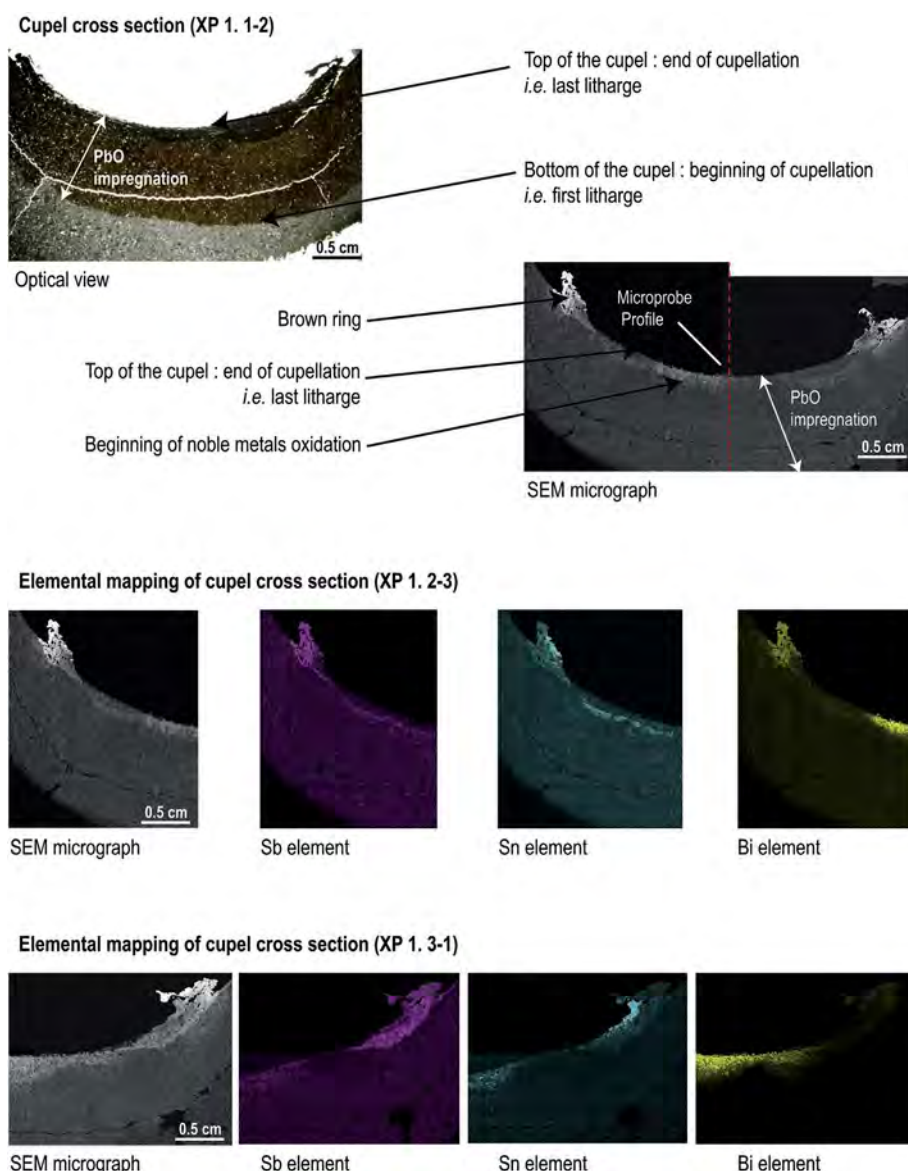 Cupel cross section (XP 1. 1-2)
Top of the cupel : end of cupellation
i.e. last litharge
PbO
impregnation
Bottom of the cupel : beginning of cupellation
i.e. first litharge
0.5 cm
Optical view
Brown ring
Microprobe
Profile
Top of the cupel : end of cupellation
i.e. last litharge
PbO
impregnation
Beginning of noble metals oxidation
0.5 cm
SEM micrograph
Elemental mapping of cupel cross section (XP 1. 2-3)
0.5 cm
SEM micrograph
Sb element
Sn element
Bi element
Elemental mapping of cupel cross section (XP 1. 3-1)
0.5 cm
SEM micrograph
Sb element
Sn element
Bi element